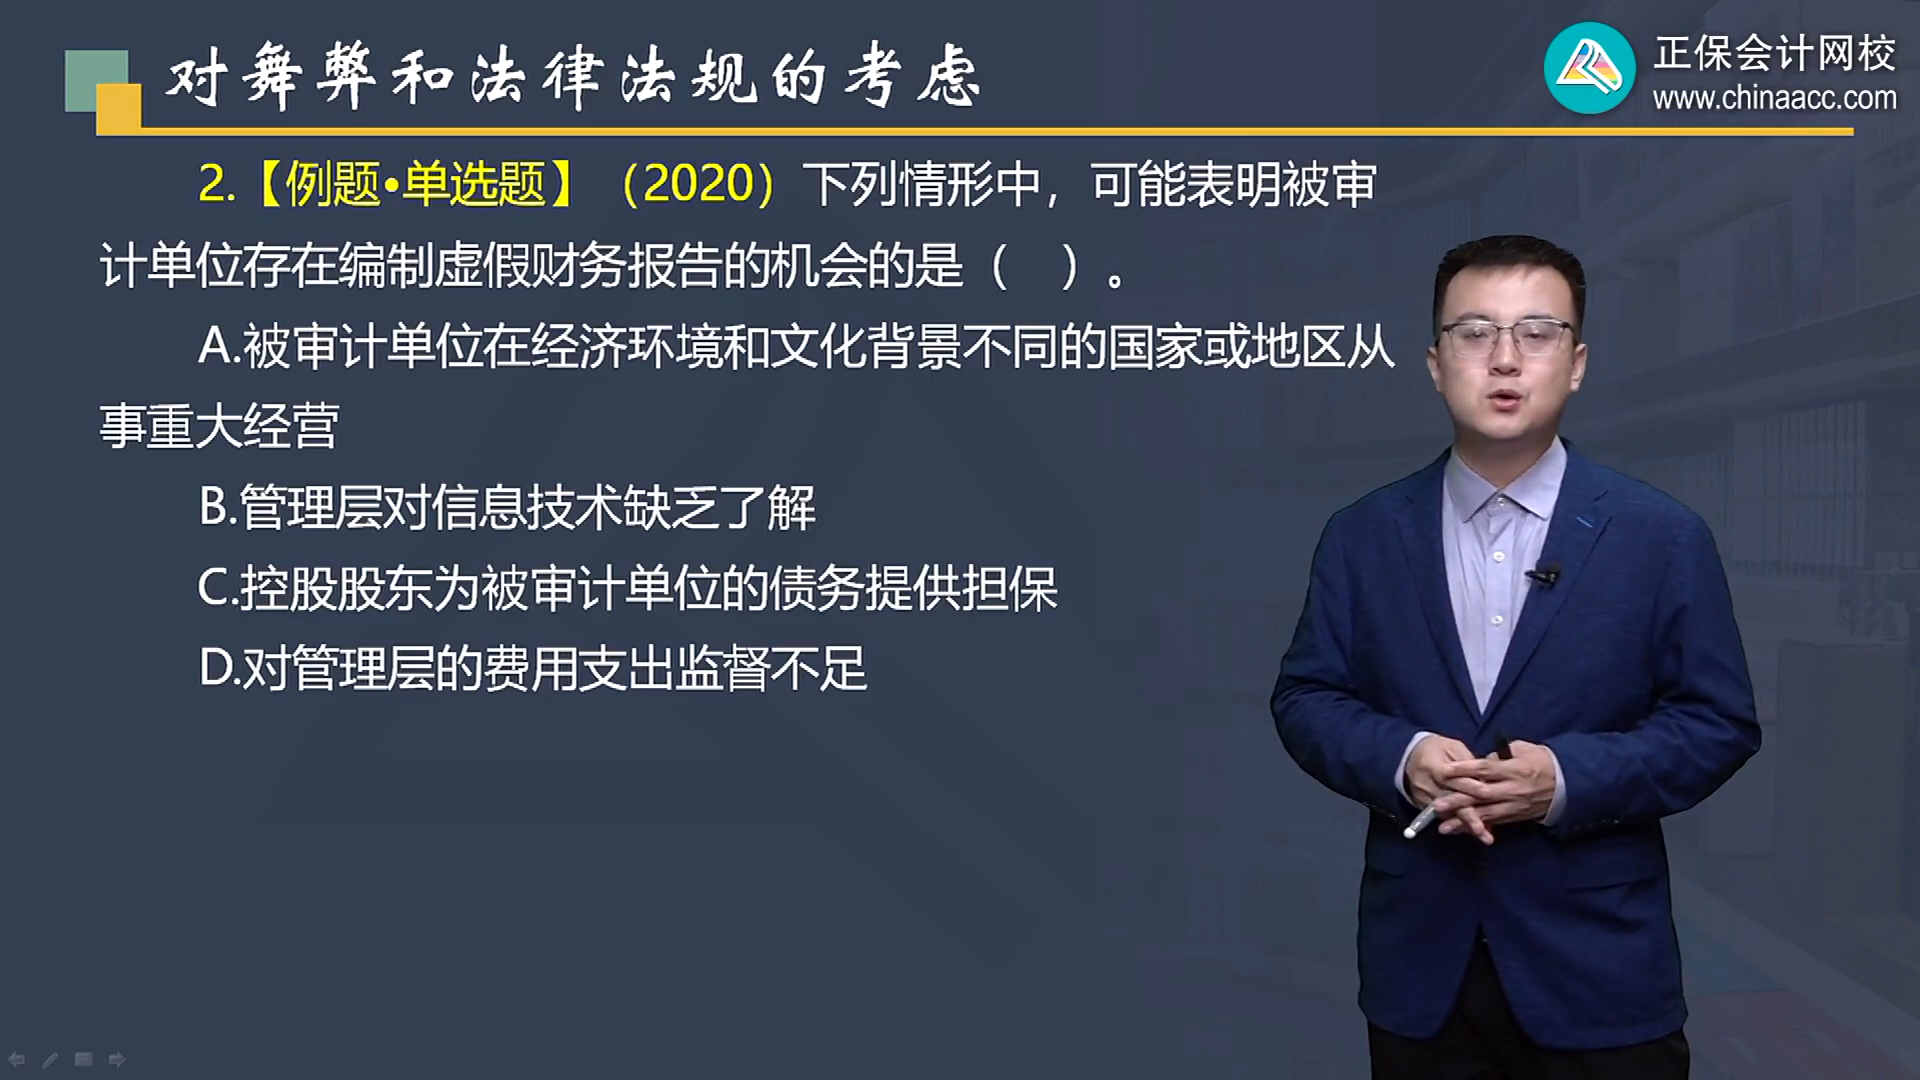 对舞弊和法律法规的考虑
正保会计网校
www.chinaacc.com
2.【例题•单选题】（2020）下列情形中，可能表明被审
计单位存在编制虚假财务报告的机会的是（　）。
A.被审计单位在经济环境和文化背景不同的国家或地区从
事重大经营
B.管理层对信息技术缺乏了解
C.控股股东为被审计单位的债务提供担保
D.对管理层的费用支出监督不足